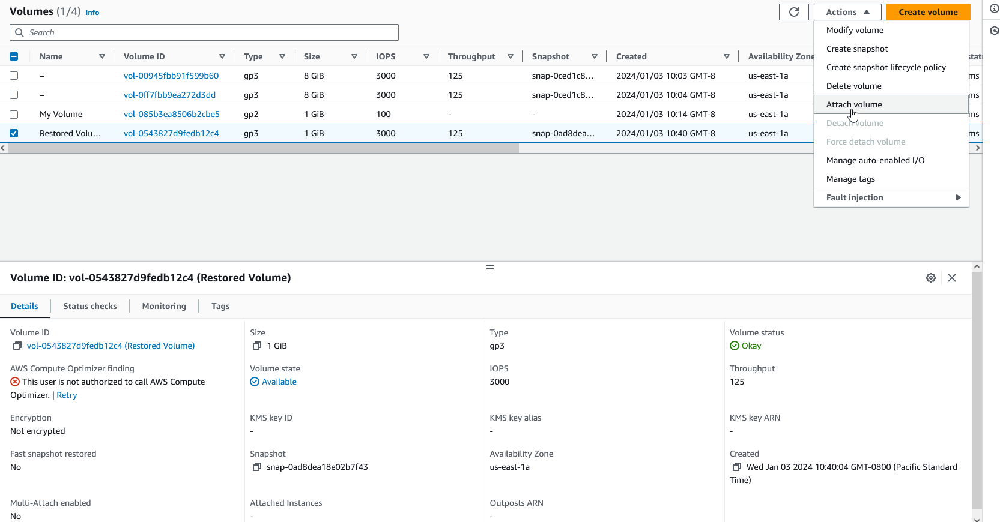 Volumes (1/4) Info
Actions
Create volume
Search
Name Volume ID Type Size IOPS Throughput Snapshot Created Availability Zone
– vol-00945fbb91f599b60 gp3 8 GiB 3000 125 snap-0ced1c8... 2024/01/03 10:03 GMT-8 us-east-1a
– vol-0ff7fbb9ea272d3dd gp3 8 GiB 3000 125 snap-0ced1c8... 2024/01/03 10:04 GMT-8 us-east-1a
My Volume vol-085b3ea8506b2cbe5 gp2 1 GiB 100 - - 2024/01/03 10:14 GMT-8 us-east-1a
Restored Volu... vol-0543827d9fedb12c4 gp3 1 GiB 3000 125 snap-0ad8dea... 2024/01/03 10:40 GMT-8 us-east-1a
Modify volume
Create snapshot
Create snapshot lifecycle policy
Delete volume
Attach volume
Detach volume
Force detach volume
Manage auto-enabled I/O
Manage tags
Fault injection
Volume ID: vol-0543827d9fedb12c4 (Restored Volume)
Details Status checks Monitoring Tags
Volume ID
vol-0543827d9fedb12c4 (Restored Volume)
Size
1 GiB
Type
gp3
Volume status
Okay
AWS Compute Optimizer finding
This user is not authorized to call AWS Compute
Optimizer. | Retry
Volume state
Available
IOPS
3000
Throughput
125
Encryption
Not encrypted
KMS key ID
-
KMS key alias
-
KMS key ARN
-
Fast snapshot restored
No
Snapshot
snap-0ad8dea18e02b7f43
Availability Zone
us-east-1a
Created
Wed Jan 03 2024 10:40:04 GMT-0800 (Pacific Standard
Time)
Multi-Attach enabled
No
Attached Instances
-
Outposts ARN
-